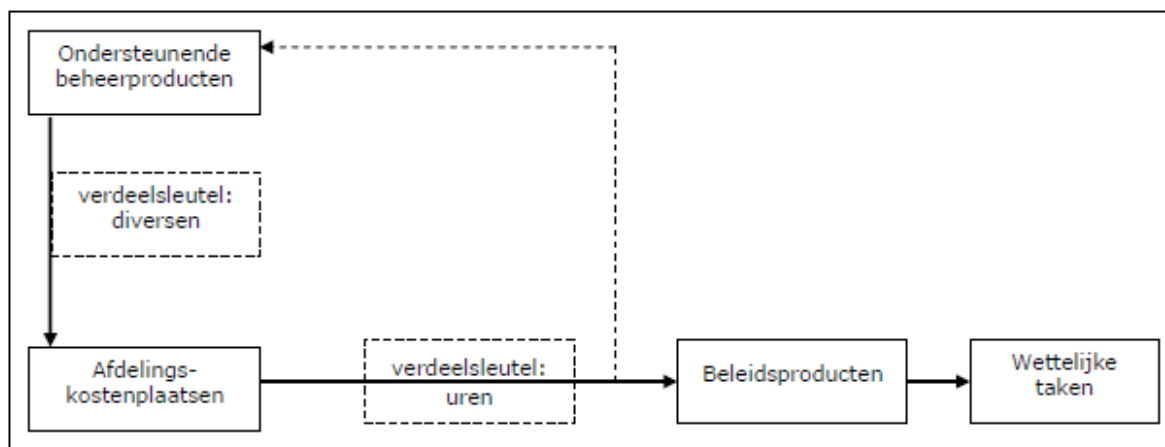 Ondersteunende
beheerproducten
verdeelsleutel:
diversen
Afdelings-
kostenplaatsen
verdeelsleutel:
uren
Beleidsproducten
Wettelijke
taken